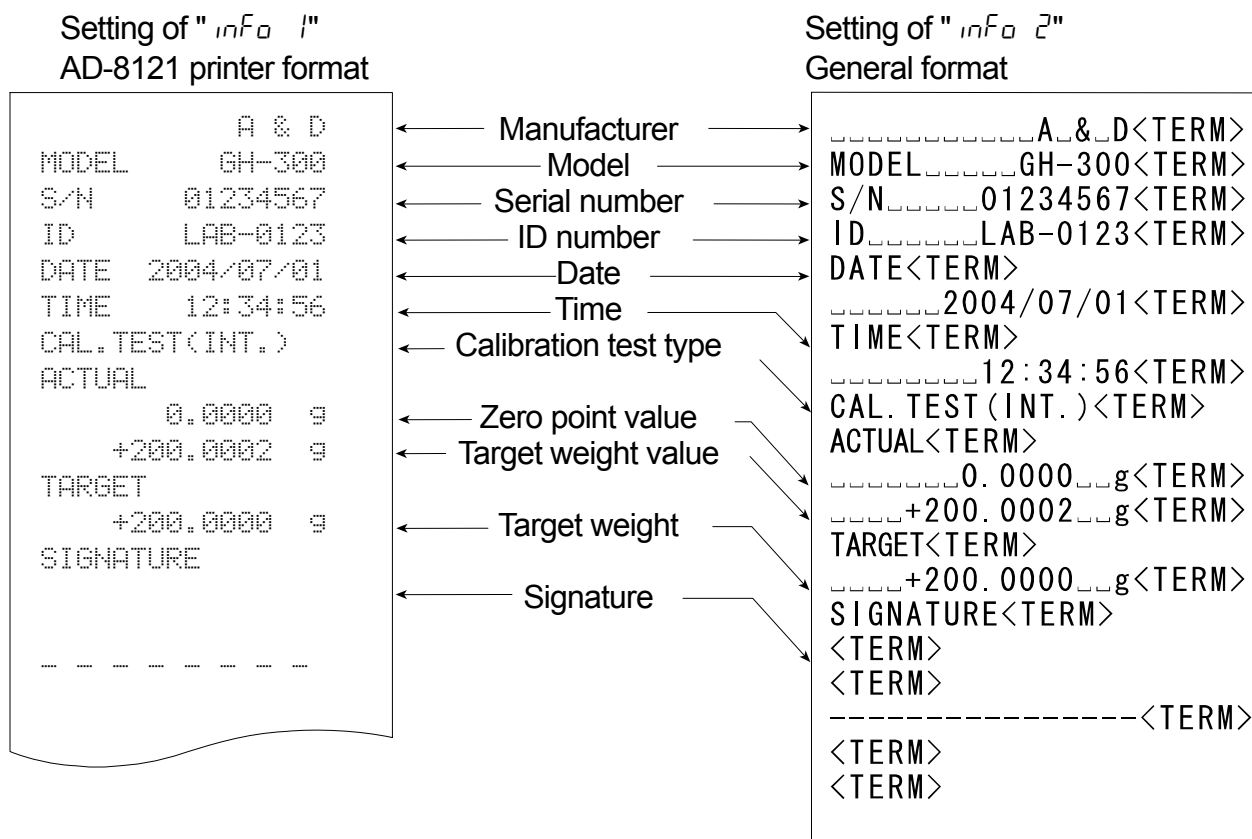 Setting of " inFo 1"
AD-8121 printer format
A & D
MODEL GH-300
S/N 01234567
ID LAB-0123
DATE 2004/07/01
TIME 12:34:56
CAL.TEST(INT.)
ACTUAL
0.0000 g
+200.0002 g
TARGET
+200.0000 g
SIGNATURE
_ _ _ _ _ _ _ _
Manufacturer
Model
Serial number
ID number
Date
Time
Calibration test type
Zero point value
Target weight value
Target weight
Signature
Setting of " inFo 2"
General format
␣␣␣␣␣␣␣␣␣␣␣A␣&␣D<TERM>
MODEL␣␣␣␣␣GH-300<TERM>
S/N␣␣␣␣␣01234567<TERM>
ID␣␣␣␣␣␣LAB-0123<TERM>
DATE<TERM>
␣␣␣␣␣␣2004/07/01<TERM>
TIME<TERM>
␣␣␣␣␣␣␣␣12:34:56<TERM>
CAL.TEST(INT.)<TERM>
ACTUAL<TERM>
␣␣␣␣␣␣␣0.0000␣␣g<TERM>
␣␣␣␣+200.0002␣␣g<TERM>
TARGET<TERM>
␣␣␣␣+200.0000␣␣g<TERM>
SIGNATURE<TERM>
<TERM>
<TERM>
----------------<TERM>
<TERM>
<TERM>